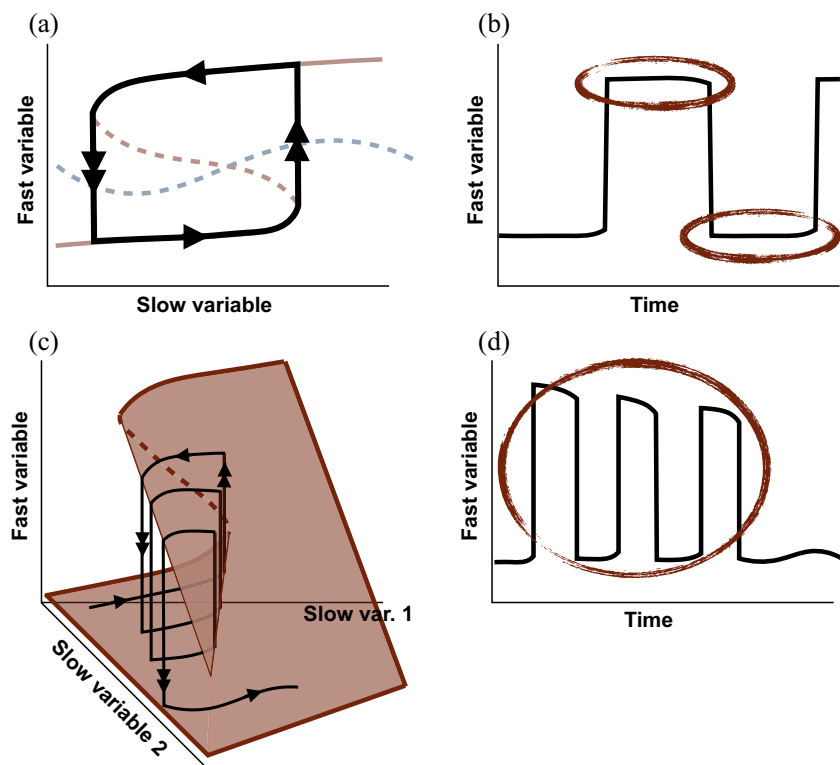 (a)
Fast variable
Slow variable
(b)
Fast variable
Time
(c)
Fast variable
Slow var. 1
Slow variable 2
(d)
Fast variable
Time